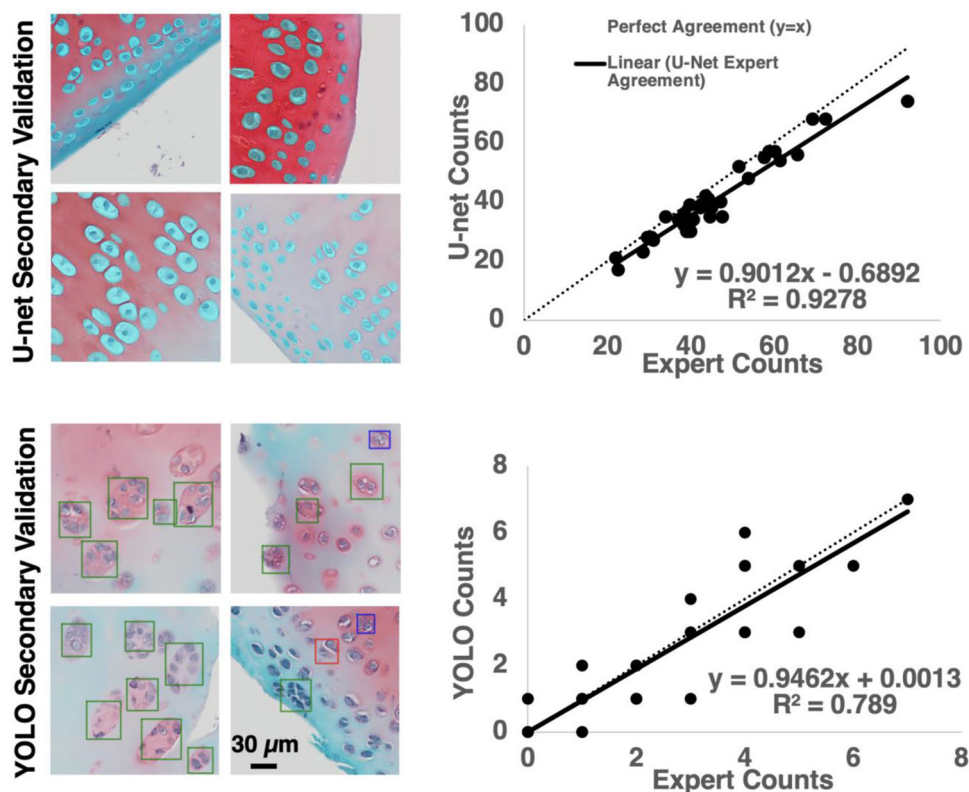 U-net Secondary Validation
100
80
60
40
20
0
U-net Counts
Perfect Agreement (y=x)
Linear (U-Net Expert
Agreement)
y = 0.9012x - 0.6892
R² = 0.9278
0 20 40 60 80 100
Expert Counts
YOLO Secondary Validation
30 µm
8
6
4
2
0
YOLO Counts
y = 0.9462x + 0.0013
R² = 0.789
0 2 4 6 8
Expert Counts